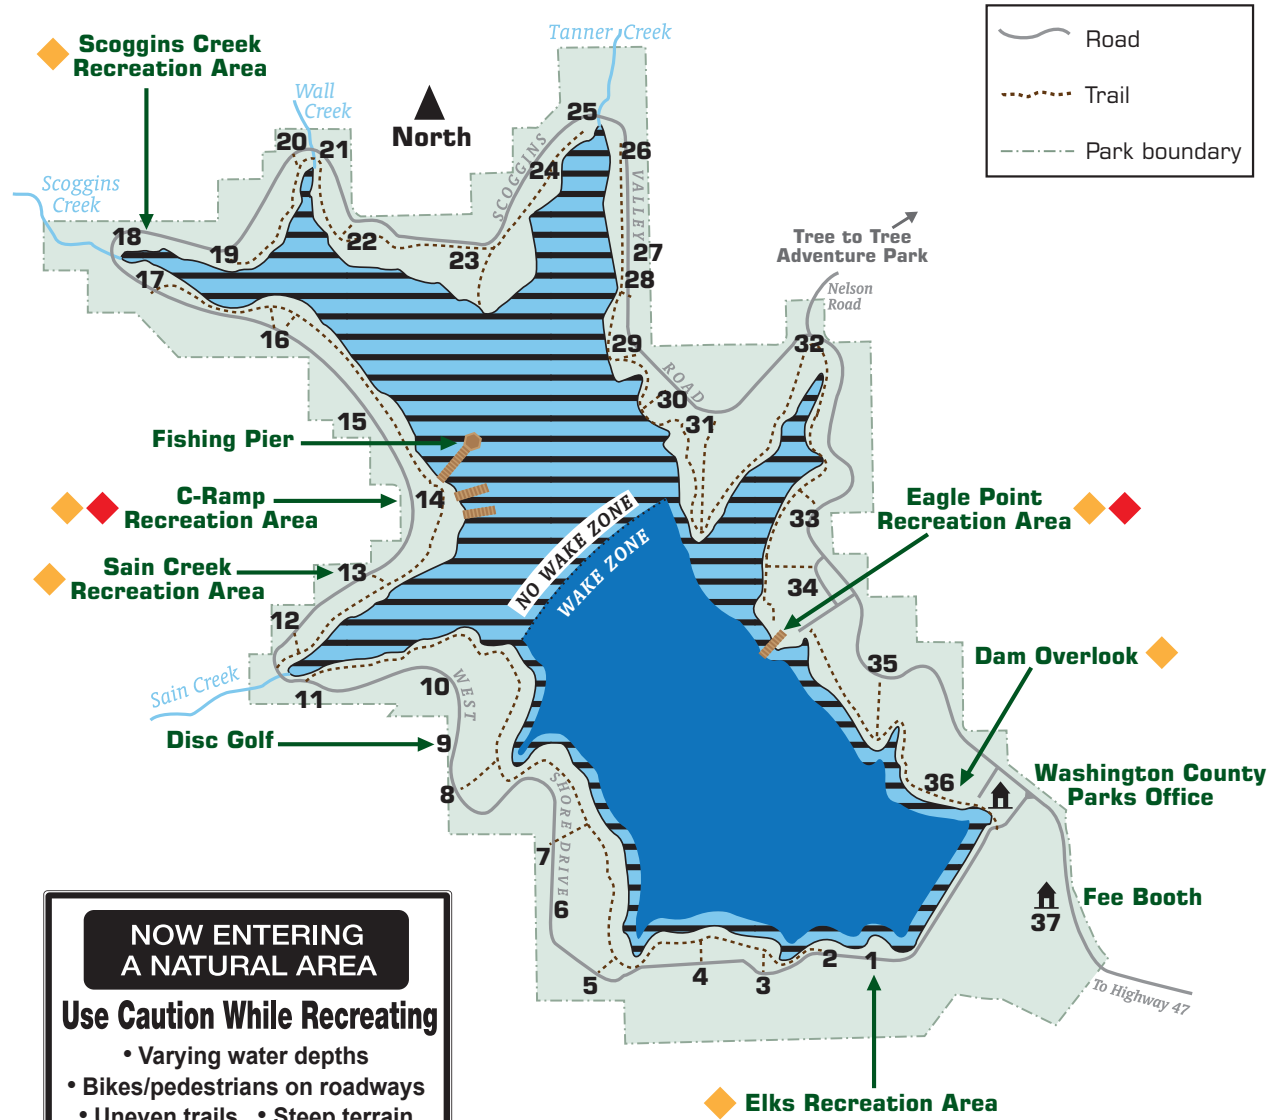 Scoggins Creek
Recreation Area
Tanner Creek
Wall
Creek
North
Scoggins
Creek
Road
Trail
Park boundary
Tree to Tree
Adventure Park
Nelson
Road
SCOGGINS
VALLEY
ROAD
25
20
21
26
24
18
19
22
23
27
17
28
16
29
32
30
31
15
Fishing Pier
C-Ramp
Recreation Area
14
Eagle Point
Recreation Area
33
NO WAKE ZONE
WAKE ZONE
Sain Creek
Recreation Area
13
34
12
Sain Creek
11
10
WEST
SHORE DRIVE
35
Dam Overlook
Disc Golf
9
8
36
Washington County
Parks Office
7
6
Fee Booth
37
5
4
3
2
1
To Highway 47
Elks Recreation Area
NOW ENTERING
A NATURAL AREA
Use Caution While Recreating
• Varying water depths
• Bikes/pedestrians on roadways
• Uneven trails • Steep terrain